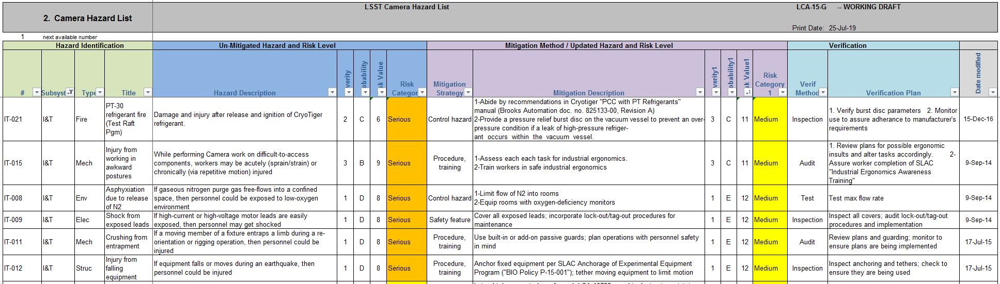 LSST Camera Hazard List
LCA-15-G -- WORKING DRAFT
2. Camera Hazard List
Print Date: 25-Jul-19
1 next available number
Hazard Identification
Un-Mitigated Hazard and Risk Level
Mitigation Method / Updated Hazard and Risk Level
Verification
#
Subsyst
Type
Title
Hazard Description
verity
obability
sk Value
Risk
Categor
Mitigation
Strategy
Mitigation Description
verity1
obability1
sk Value1
Risk
Category
1
Verif
Method
Verification Plan
Date modified
IT-021
I&T
Fire
PT-30
refrigerant fire
(Test Raft
Pgm)
Damage and injury after release and ignition of CryoTiger
refrigerant.
2
C
6
Serious
Control hazard
1-Abide by recommendations in Cryotiger "PCC with PT Refrigerants"
manual (Brooks Automation doc. no. 825133-00, Revision A)
2-Provide a pressure relief burst disc on the vacuum vessel to prevent an over-
pressure condition if a leak of high-pressure refriger-
ant occurs within the vacuum vessel.
3
C
11
Medium
Inspection
1. Verify burst disc parameters 2. Monitor
use to assure adherance to manufacturer's
requirements
15-Dec-16
IT-015
I&T
Mech
Injury from
working in
awkward
postures
While performing Camera work on difficult-to-access
components, workers may be acutely (sprain/strain) or
chronically (via repetitive motion) injured
3
B
9
Serious
Procedure,
training
1-Assess each each task for industrial ergonomics.
2-Train workers in safe industrial ergonomics
3
C
11
Medium
Audit
1. Review plans for possible ergonomic
insults and alter tasks accordingly. 2-
Assure worker completion of SLAC
"Industrial Ergonomics Awareness
Training"
9-Sep-14
IT-008
I&T
Env
Asphyxiation
due to release
of N2
If gaseous nitrogen purge gas free-flows into a confined
space, then personnel could be exposed to low-oxygen
environment
1
D
8
Serious
Control hazard
1-Limit flow of N2 into rooms
2-Equip rooms with oxygen-deficiency monitors
1
E
12
Medium
Test
Test max flow rate
9-Sep-14
IT-009
I&T
Elec
Shock from
exposed leads
If high-current or high-voltage motor leads are easily
exposed, then personnel may get shocked
1
D
8
Serious
Safety feature
Cover all exposed leads; incorporate lock-out/tag-out procedures for
maintenance
1
E
12
Medium
Inspection
Inspect all covers; audit lock-out/tag-out
procedures and implementation
9-Sep-14
IT-011
I&T
Mech
Crushing from
entrapment
If a moving member of a fixture entraps a limb during a re-
orientation or rigging operation, then personnel could be
injured
1
D
8
Serious
Procedure,
training
Use built-in or add-on passive guards; plan operations with personnel safety
in mind
1
E
12
Medium
Audit
Review plans and guarding; monitor to
ensure plans are being implemented
17-Jul-15
IT-012
I&T
Struc
Injury from
falling
equipment
If equipment falls or moves during an earthquake, then
personnel could be injured
1
D
8
Serious
Procedure,
training
Anchor fixed equipment per SLAC Anchorage of Experimental Equipment
Program ("BIO Policy P-15-001"); tether moving equipment to limit motion
1
E
12
Medium
Inspection
Inspect anchoring and tethers; check to
ensure they are being used
17-Jul-15